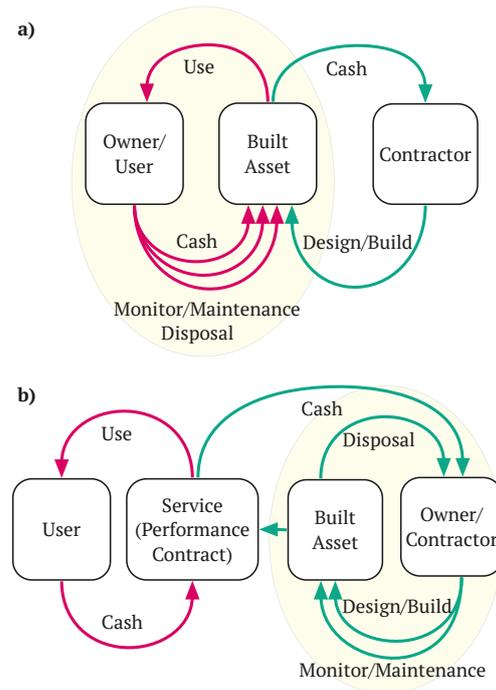 a)
Use
Cash
Owner/
User
Built
Asset
Contractor
Cash
Design/Build
Monitor/Maintenance
Disposal
b)
Cash
Use
Disposal
User
Service
(Performance
Contract)
Built
Asset
Owner/
Contractor
Cash
Design/Build
Monitor/Maintenance